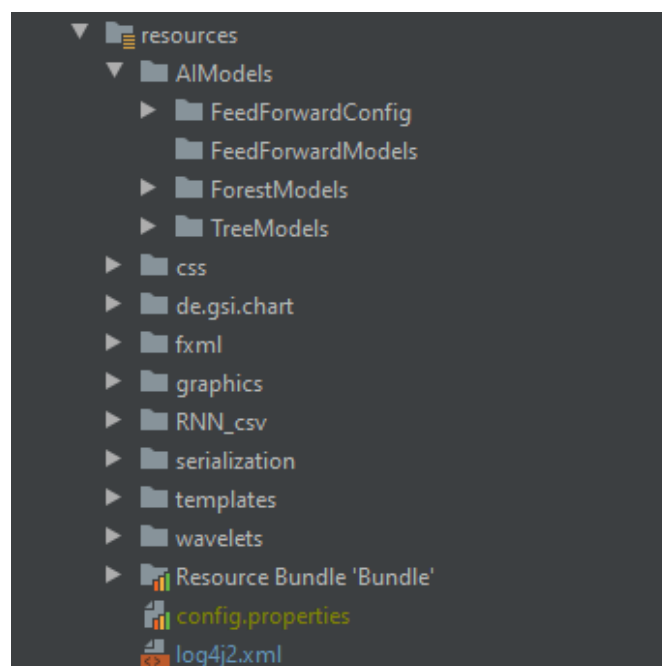 resources
AIModels
FeedForwardConfig
FeedForwardModels
ForestModels
TreeModels
css
de.gsi.chart
fxml
graphics
RNN_csv
serialization
templates
wavelets
Resource Bundle 'Bundle'
config.properties
log4j2.xml